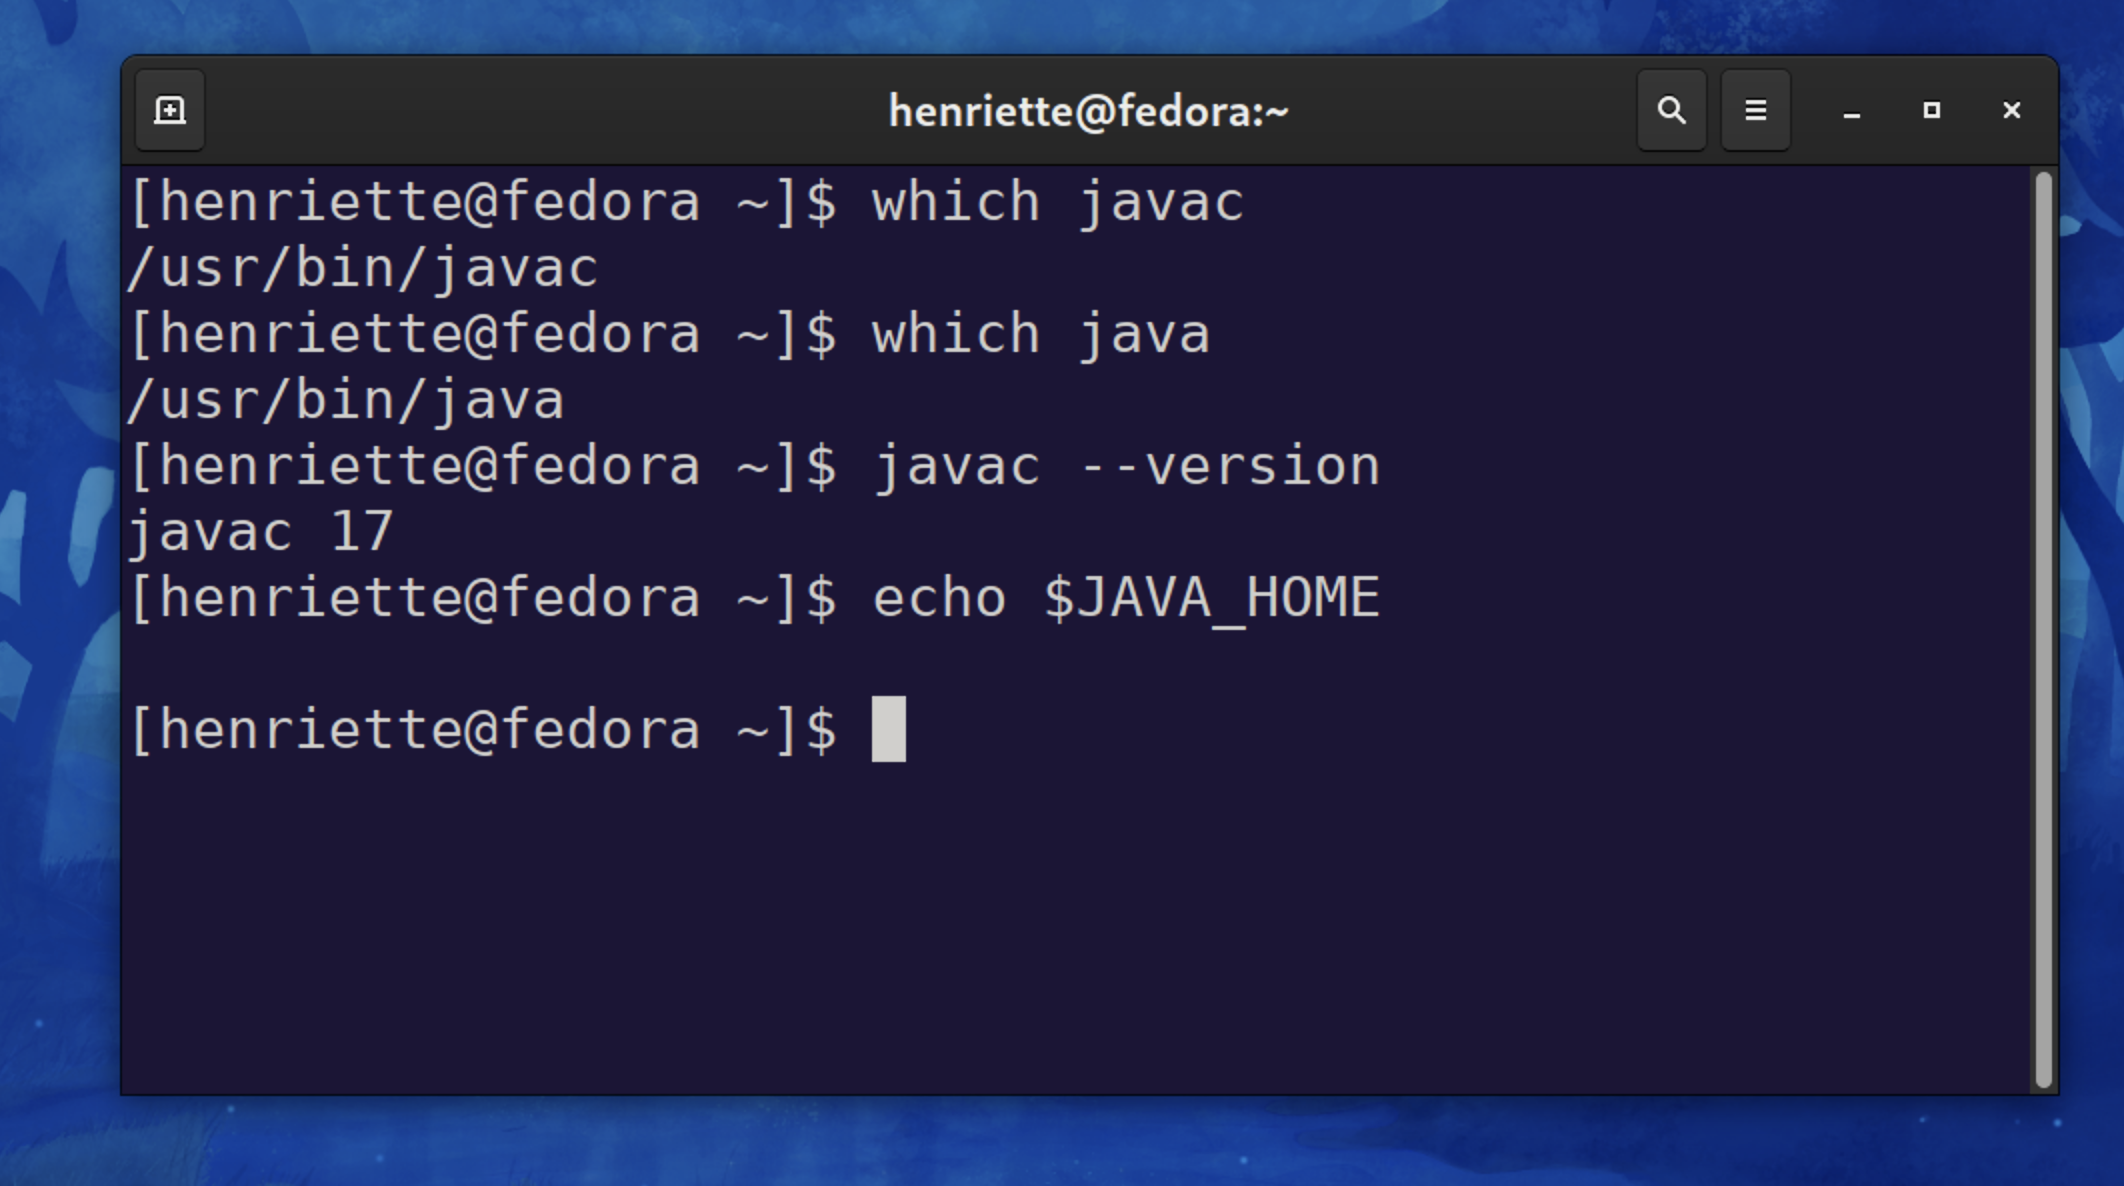 henriette@fedora:~
[henriette@fedora ~]$ which javac
/usr/bin/javac
[henriette@fedora ~]$ which java
/usr/bin/java
[henriette@fedora ~]$ javac --version
javac 17
[henriette@fedora ~]$ echo $JAVA_HOME
[henriette@fedora ~]$